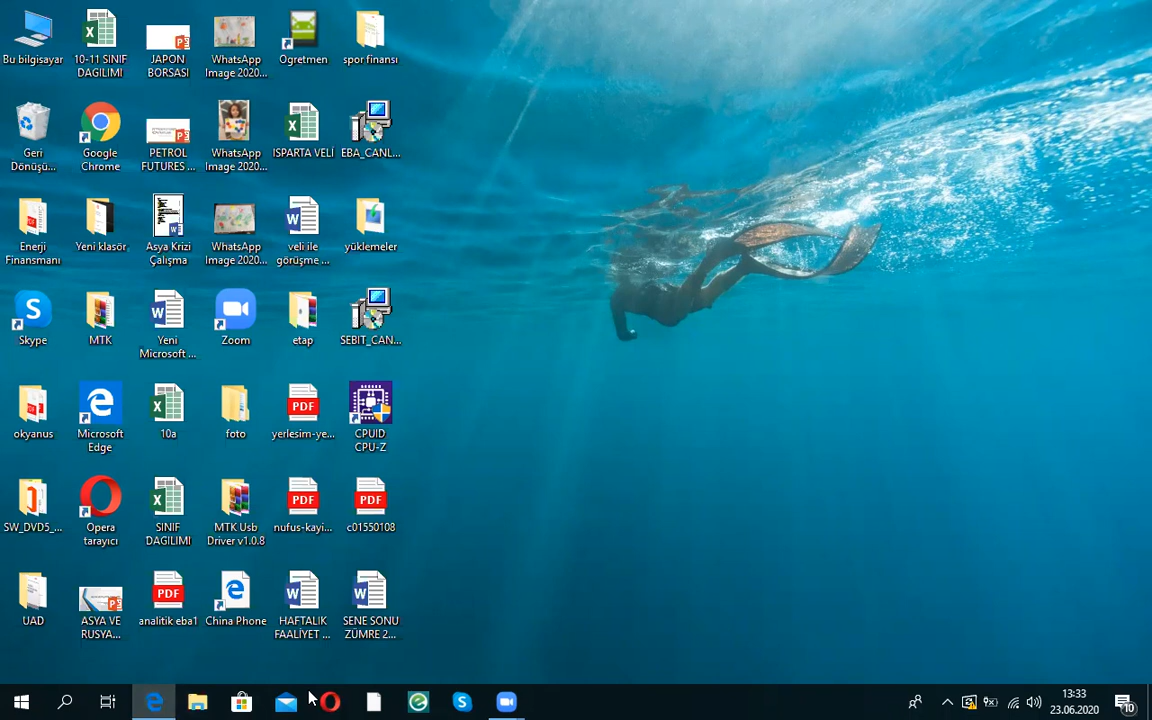 Bu bilgisayar
10-11 SINIF
DAGILIMI
JAPON
BORSASI
WhatsApp
Image 2020...
Ogretmen
spor finansı
Geri
Dönüşü...
Google
Chrome
PETROL
FUTURES ...
WhatsApp
Image 2020...
ISPARTA VELİ
EBA_CANL...
Enerji
Finansmanı
Yeni klasör
Asya Krizi
Çalışma
WhatsApp
Image 2020...
veli ile
görüşme ...
yüklemeler
Skype
MTK
Yeni
Microsoft ...
Zoom
etap
SEBIT_CAN...
okyanus
Microsoft
Edge
10a
foto
PDF
yerlesim-ye...
CPUID
CPU-Z
SW_DVD5_...
Opera
tarayıcı
SINIF
DAGILIMI
MTK Usb
Driver v1.0.8
PDF
nufus-kayi...
PDF
c01550108
UAD
ASYA VE
RUSYA...
PDF
analitik eba1
China Phone
HAFTALIK
FAALİYET ...
SENE SONU
ZÜMRE 2...
13:33
23.06.2020
10